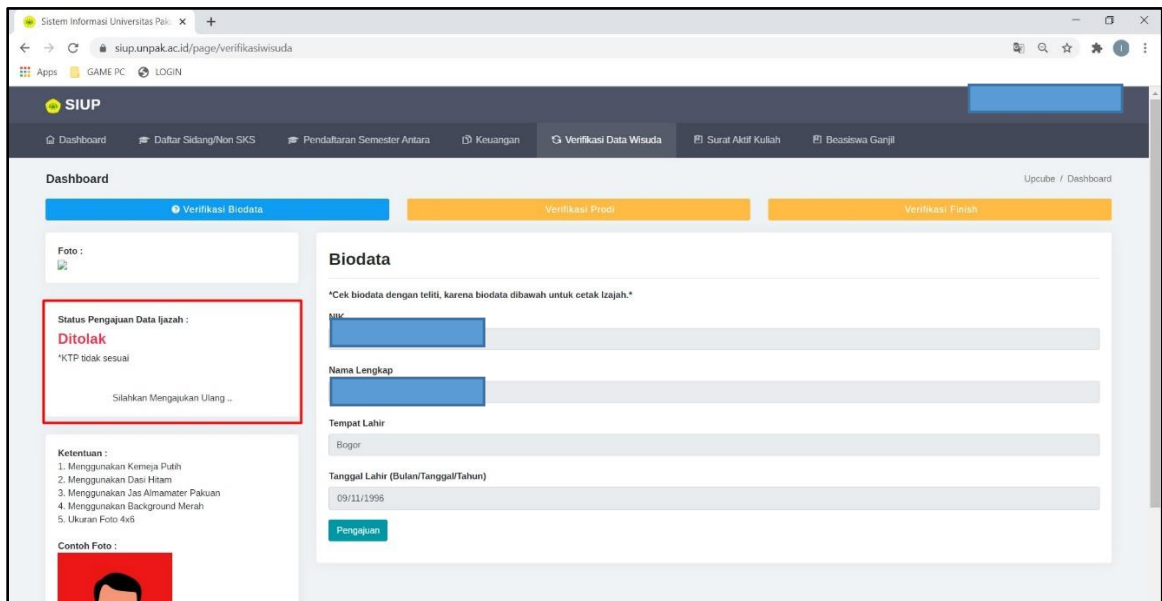 Sistem Informasi Universitas Pak
siup.unpak.ac.id/page/verifikasiwisuda
Apps GAME PC LOGIN
SIUP
Dashboard Daftar Sidang/Non SKS Pendaftaran Semester Antara Keuangan Verifikasi Data Wisuda Surat Aktif Kuliah Beasiswa Ganjil
Dashboard
Upcube / Dashboard
Verifikasi Biodata Verifikasi Prodi Verifikasi Finish
Foto :
Status Pengajuan Data Ijazah :
Ditolak
*KTP tidak sesuai
Silahkan Mengajukan Ulang ..
Ketentuan :
1. Menggunakan Kemeja Putih
2. Menggunakan Dasi Hitam
3. Menggunakan Jas Almamater Pakuan
4. Menggunakan Background Merah
5. Ukuran Foto 4x6
Contoh Foto :
Biodata
*Cek biodata dengan teliti, karena biodata dibawah untuk cetak Izajah.*
NIK
Nama Lengkap
Tempat Lahir
Bogor
Tanggal Lahir (Bulan/Tanggal/Tahun)
09/11/1996
Pengajuan